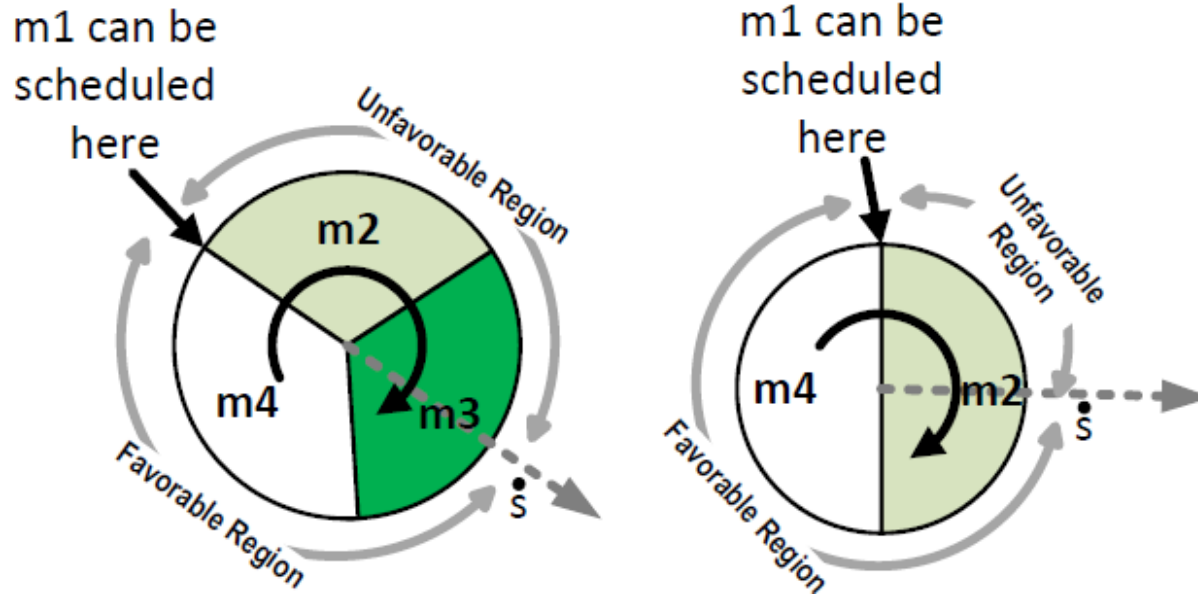 m1 can be
scheduled
here
Unfavorable Region
m2
m3
m4
Favorable Region
s
m1 can be
scheduled
here
Unfavorable
Region
m4
m2
s
Favorable Region